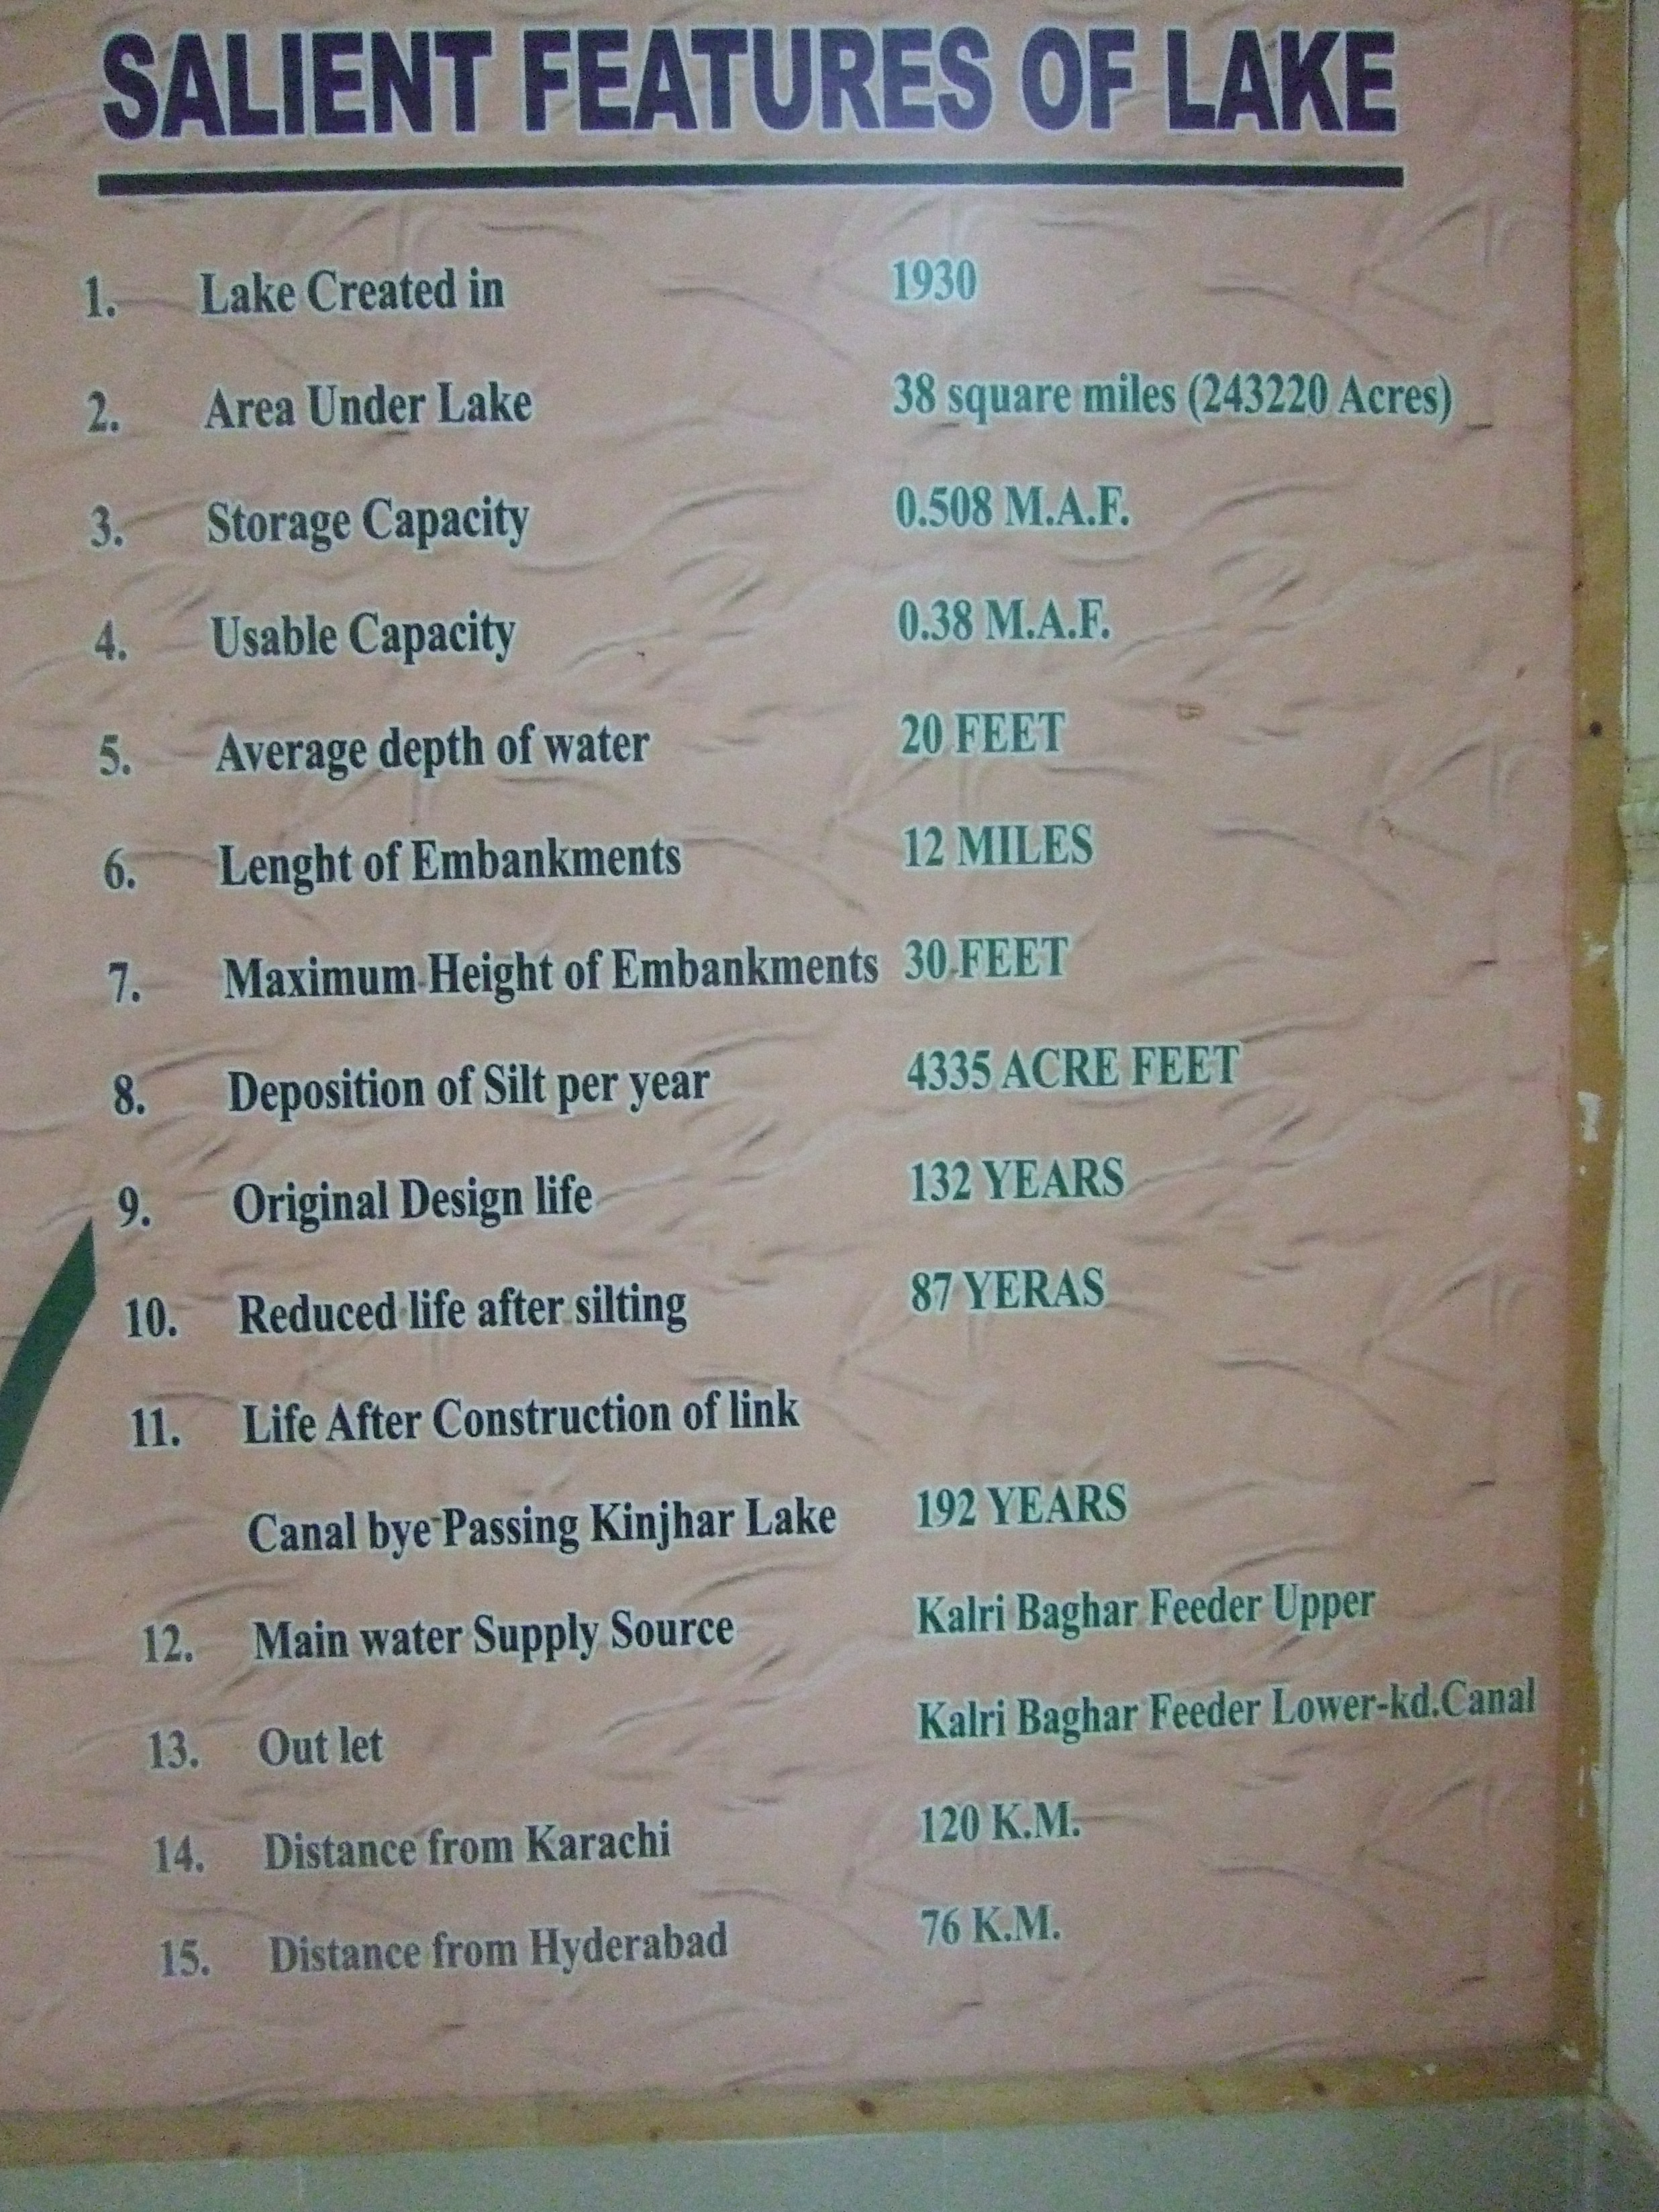 SALIENT FEATURES OF LAKE
1. Lake Created in 1930
2. Area Under Lake 38 square miles (243220 Acres)
3. Storage Capacity 0.508 M.A.F.
4. Usable Capacity 0.38 M.A.F.
5. Average depth of water 20 FEET
6. Lenght of Embankments 12 MILES
7. Maximum Height of Embankments 30 FEET
8. Deposition of Silt per year 4335 ACRE FEET
9. Original Design life 132 YEARS
10. Reduced life after silting 87 YERAS
11. Life After Construction of link
Canal bye Passing Kinjhar Lake 192 YEARS
12. Main water Supply Source Kalri Baghar Feeder Upper
13. Out let Kalri Baghar Feeder Lower-kd.Canal
14. Distance from Karachi 120 K.M.
15. Distance from Hyderabad 76 K.M.